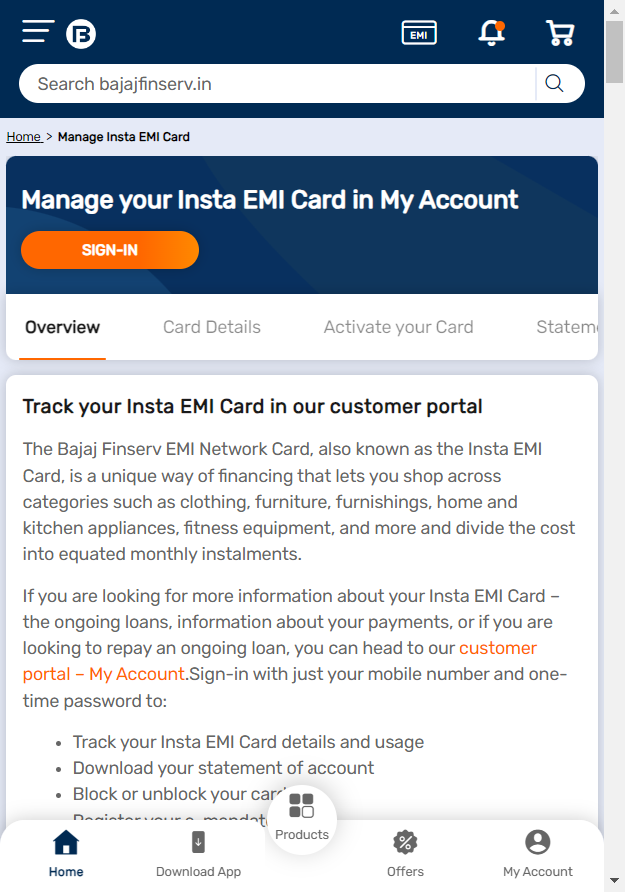 EMI
Search bajajfinserv.in
Home > Manage Insta EMI Card
Manage your Insta EMI Card in My Account
SIGN-IN
Overview Card Details Activate your Card Statem
Track your Insta EMI Card in our customer portal
The Bajaj Finserv EMI Network Card, also known as the Insta EMI
Card, is a unique way of financing that lets you shop across
categories such as clothing, furniture, furnishings, home and
kitchen appliances, fitness equipment, and more and divide the cost
into equated monthly instalments.
If you are looking for more information about your Insta EMI Card –
the ongoing loans, information about your payments, or if you are
looking to repay an ongoing loan, you can head to our customer
portal – My Account.Sign-in with just your mobile number and one-
time password to:
• Track your Insta EMI Card details and usage
• Download your statement of account
• Block or unblock your card
• Register your e-mandate
Products
Home Download App Offers My Account